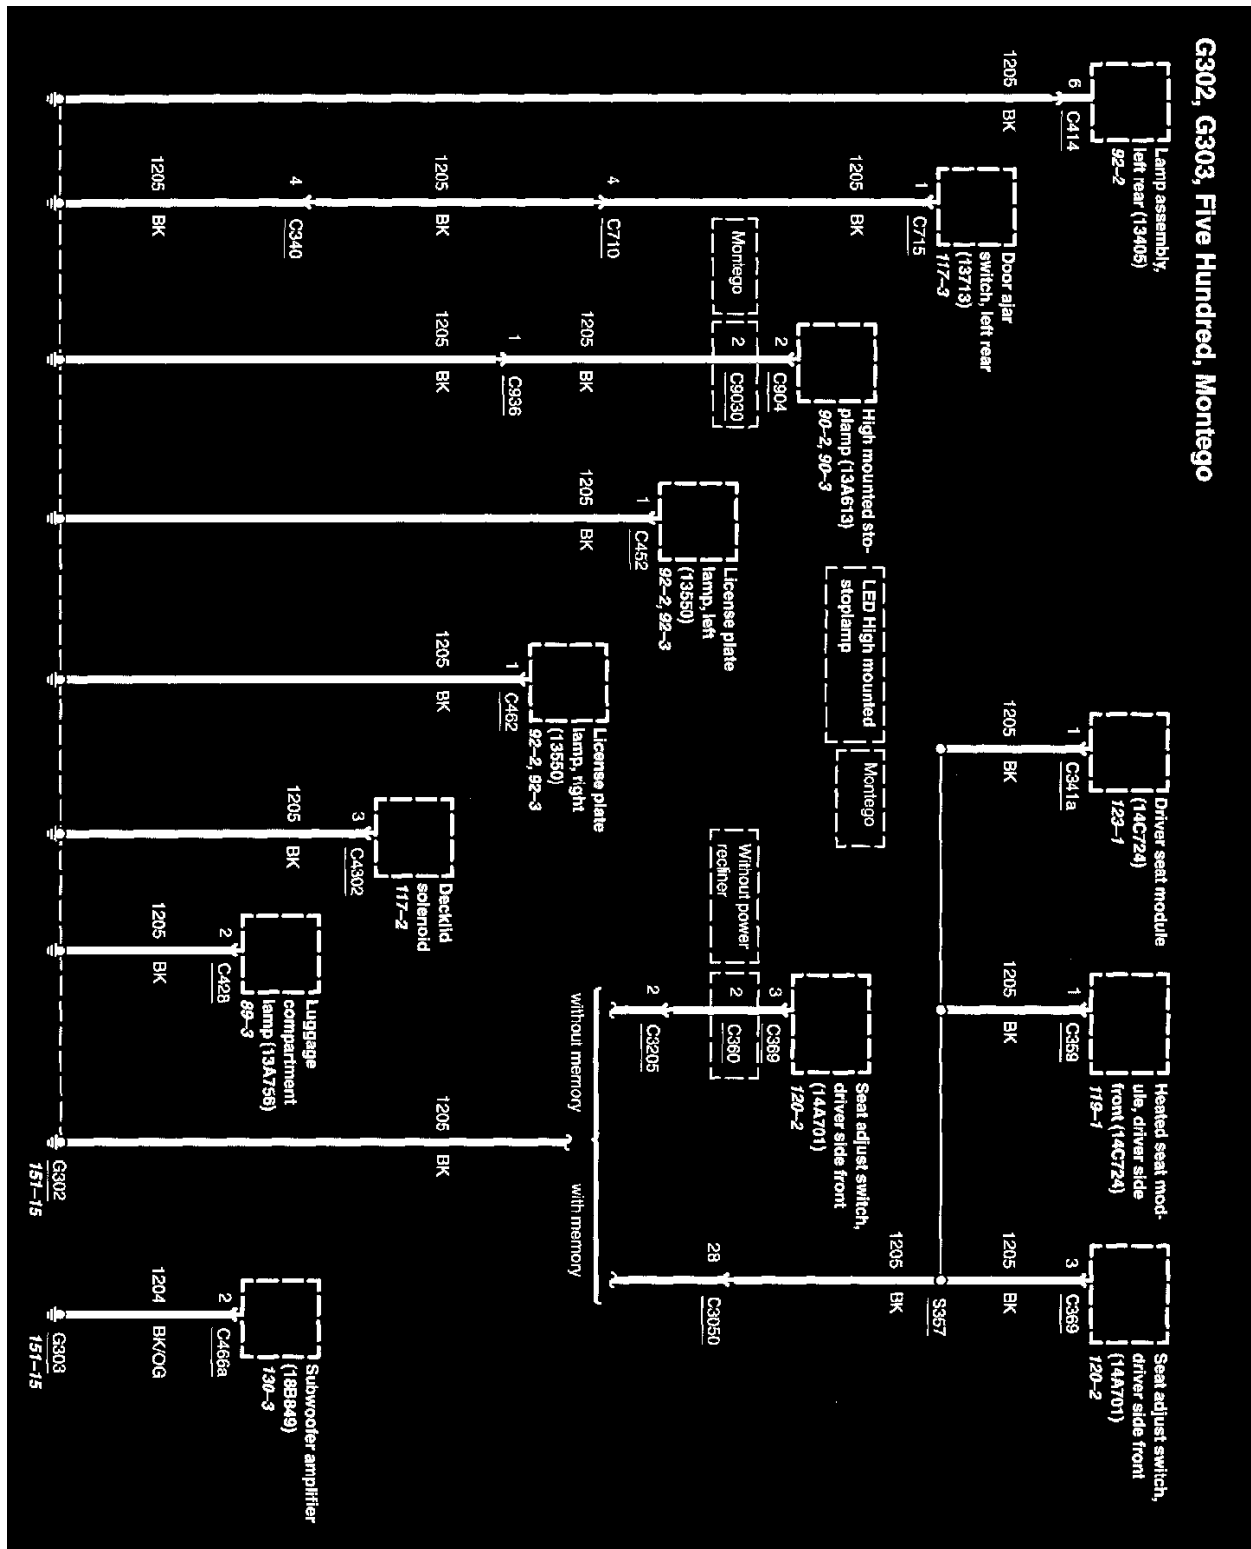 G302, G303, Five Hundred, Montego
Lamp assembly,
left rear (13405)
92–2
6
C414
1205
BK
Door ajar
switch, left rear
(13713)
117–3
1
C715
1205
BK
4
C710
1205
BK
4
C340
1205
BK
High mounted sto-
plamp (13A613)
90–2, 90–3
2
C904
Montego
2
C9030
1205
BK
1
C936
1205
BK
LED High mounted
stoplamp
Montego
License plate
lamp, left
(13550)
92–2, 92–3
1
C452
1205
BK
License plate
lamp, right
(13550)
92–2, 92–3
1
C462
1205
BK
Decklid
solenoid
117–2
3
C4302
1205
BK
Luggage
compartment
lamp (13A756)
89–3
2
C428
1205
BK
Driver seat module
(14C724)
123–1
1
C341a
1205
BK
Heated seat mod-
ule, driver side
front (14C724)
119–1
1
C359
1205
BK
Seat adjust switch,
driver side front
(14A701)
120–2
3
C369
1205
BK
S357
1205
BK
28
C3050
Seat adjust switch,
driver side front
(14A701)
120–2
3
C369
Without power
recliner
2
C360
2
C3205
without memory
with memory
1205
BK
G302
151–15
Subwoofer amplifier
(18B849)
130–3
2
C466a
1204
BK/OG
G303
151–15